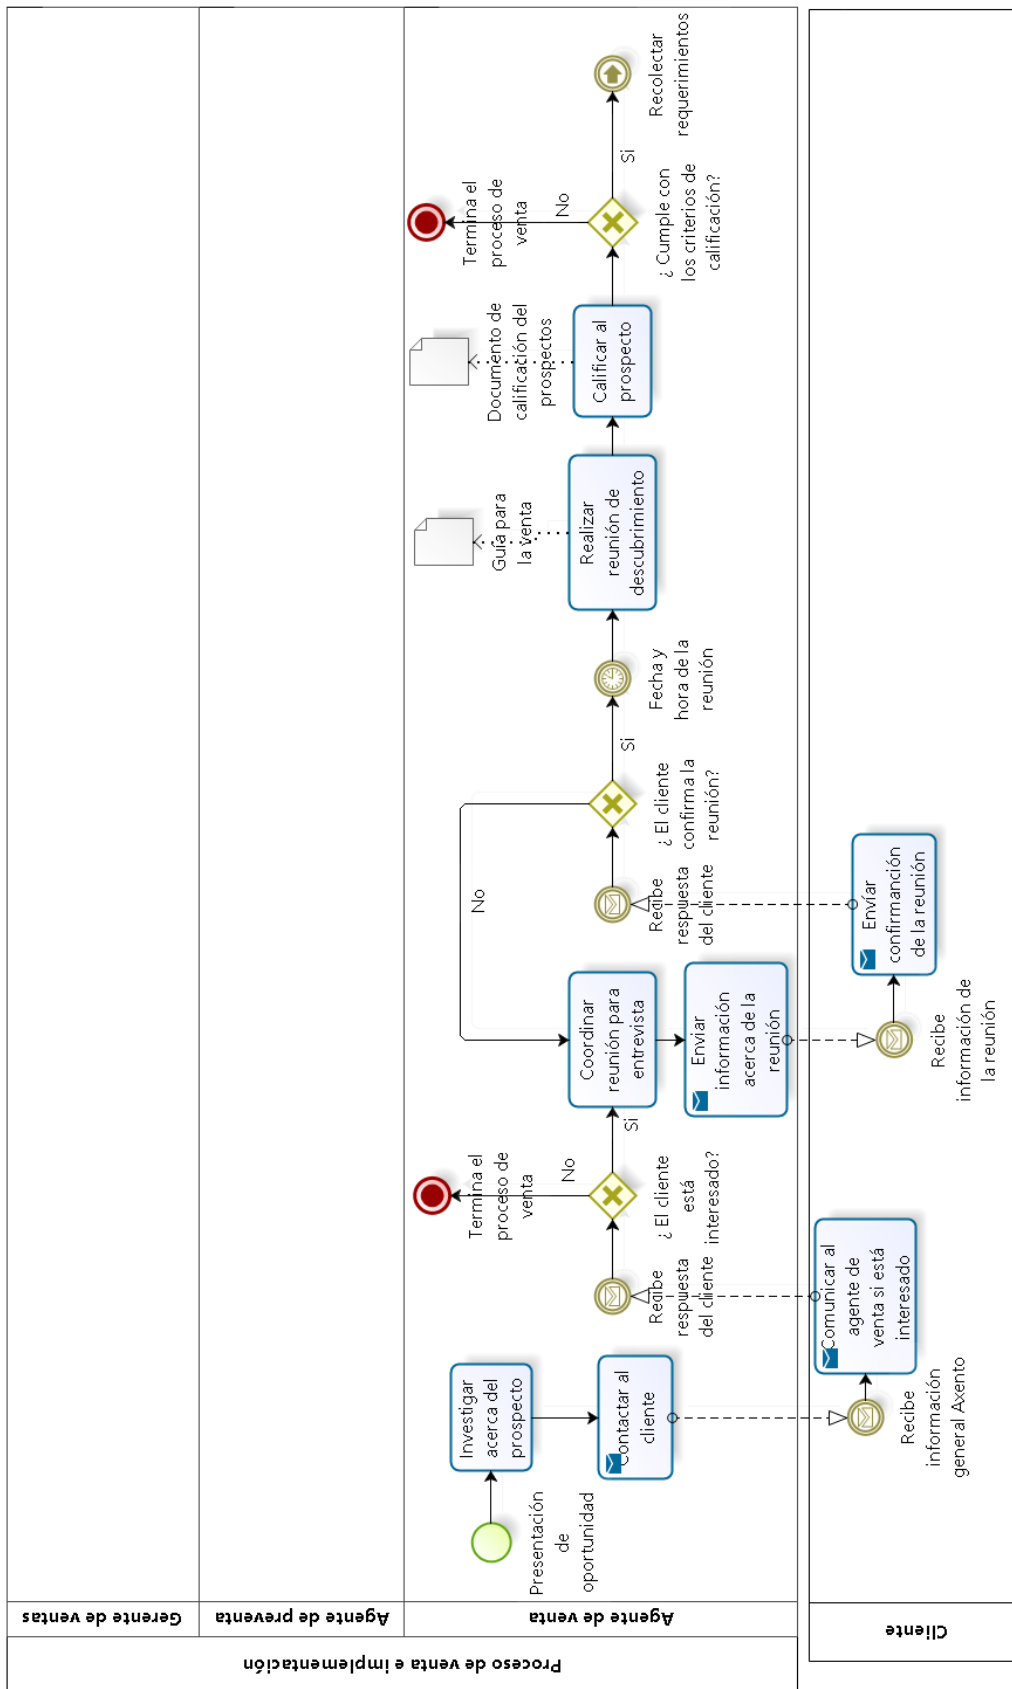 Proceso de venta e implementación
Gerente de ventas
Agente de preventa
Agente de venta
Cliente
Presentación
de
oportunidad
Investigar
acerca del
prospecto
Contactar al
cliente
Recibe
información
general Axento
Comunicar al
agente de
venta si está
interesado
Recibe
respuesta
del cliente
¿ El cliente
está
interesado?
No
Termina el
proceso de
venta
Si
Coordinar
reunión para
entrevista
Enviar
información
acerca de la
reunión
Recibe
información de
la reunión
Envíar
confirmanción
de la reunión
Recibe
respuesta
del cliente
¿ El cliente
confirma la
reunión?
No
Si
Fecha y
hora de la
reunión
Realizar
reunión de
descubrimiento
Guía para
la venta
Calificar al
prospecto
Documento de
calificación del
prospectos
¿ Cumple con
los criterios de
calificación?
No
Termina el
proceso de
venta
Si
Recolectar
requerimientos